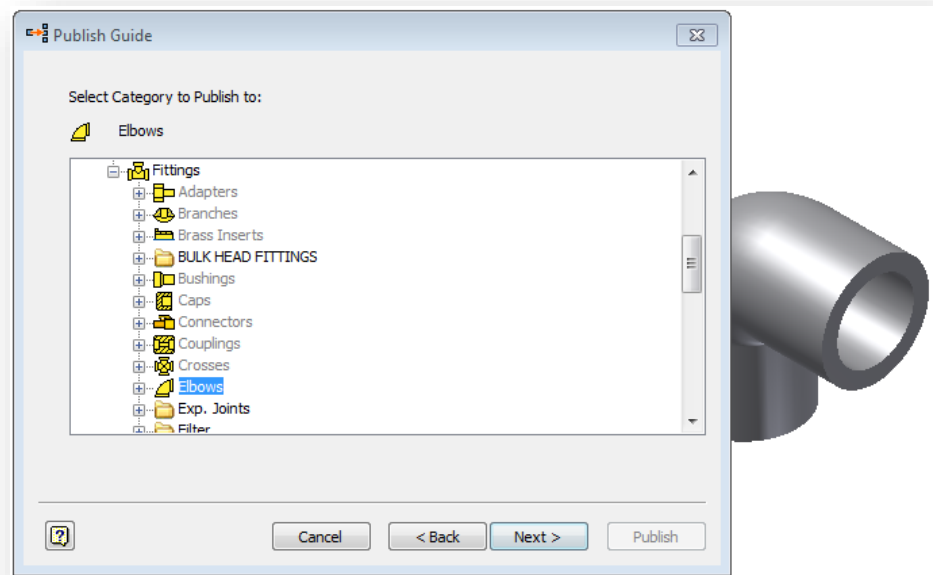 Publish Guide
Select Category to Publish to:
Elbows
Fittings
Adapters
Branches
Brass Inserts
BULK HEAD FITTINGS
Bushings
Caps
Connectors
Couplings
Crosses
Elbows
Exp. Joints
Filter
Cancel
< Back
Next >
Publish